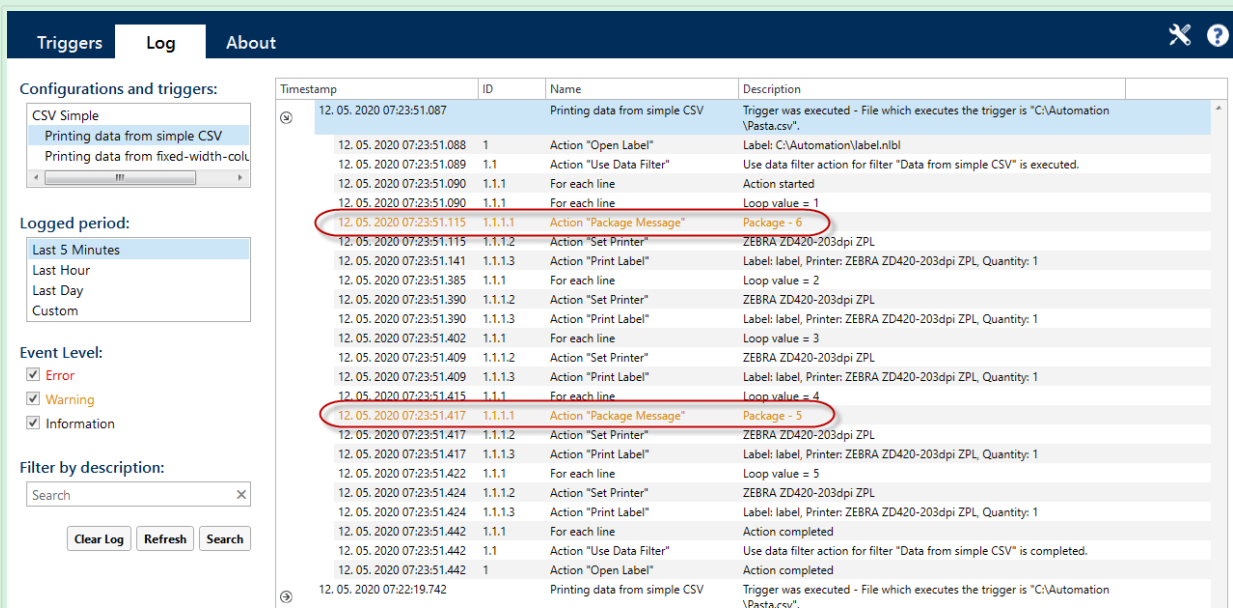 Triggers Log About
Configurations and triggers:
CSV Simple
Printing data from simple CSV
Printing data from fixed-width-colu
Logged period:
Last 5 Minutes
Last Hour
Last Day
Custom
Event Level:
Error
Warning
Information
Filter by description:
Search
Clear Log Refresh Search
Timestamp ID Name Description
12. 05. 2020 07:23:51.087 Printing data from simple CSV Trigger was executed - File which executes the trigger is "C:\Automation
\Pasta.csv".
12. 05. 2020 07:23:51.088 1 Action "Open Label" Label: C:\Automation\label.nlbl
12. 05. 2020 07:23:51.089 1.1 Action "Use Data Filter" Use data filter action for filter "Data from simple CSV" is executed.
12. 05. 2020 07:23:51.090 1.1.1 For each line Action started
12. 05. 2020 07:23:51.090 1.1.1 For each line Loop value = 1
12. 05. 2020 07:23:51.115 1.1.1.1 Action "Package Message" Package - 6
12. 05. 2020 07:23:51.115 1.1.1.2 Action "Set Printer" ZEBRA ZD420-203dpi ZPL
12. 05. 2020 07:23:51.141 1.1.1.3 Action "Print Label" Label: label, Printer: ZEBRA ZD420-203dpi ZPL, Quantity: 1
12. 05. 2020 07:23:51.385 1.1.1 For each line Loop value = 2
12. 05. 2020 07:23:51.390 1.1.1.2 Action "Set Printer" ZEBRA ZD420-203dpi ZPL
12. 05. 2020 07:23:51.390 1.1.1.3 Action "Print Label" Label: label, Printer: ZEBRA ZD420-203dpi ZPL, Quantity: 1
12. 05. 2020 07:23:51.402 1.1.1 For each line Loop value = 3
12. 05. 2020 07:23:51.409 1.1.1.2 Action "Set Printer" ZEBRA ZD420-203dpi ZPL
12. 05. 2020 07:23:51.409 1.1.1.3 Action "Print Label" Label: label, Printer: ZEBRA ZD420-203dpi ZPL, Quantity: 1
12. 05. 2020 07:23:51.415 1.1.1 For each line Loop value = 4
12. 05. 2020 07:23:51.417 1.1.1.1 Action "Package Message" Package - 5
12. 05. 2020 07:23:51.417 1.1.1.2 Action "Set Printer" ZEBRA ZD420-203dpi ZPL
12. 05. 2020 07:23:51.417 1.1.1.3 Action "Print Label" Label: label, Printer: ZEBRA ZD420-203dpi ZPL, Quantity: 1
12. 05. 2020 07:23:51.422 1.1.1 For each line Loop value = 5
12. 05. 2020 07:23:51.424 1.1.1.2 Action "Set Printer" ZEBRA ZD420-203dpi ZPL
12. 05. 2020 07:23:51.424 1.1.1.3 Action "Print Label" Label: label, Printer: ZEBRA ZD420-203dpi ZPL, Quantity: 1
12. 05. 2020 07:23:51.442 1.1.1 For each line Action completed
12. 05. 2020 07:23:51.442 1.1 Action "Use Data Filter" Use data filter action for filter "Data from simple CSV" is completed.
12. 05. 2020 07:23:51.442 1 Action "Open Label" Action completed
12. 05. 2020 07:22:19.742 Printing data from simple CSV Trigger was executed - File which executes the trigger is "C:\Automation
\Pasta.csv".